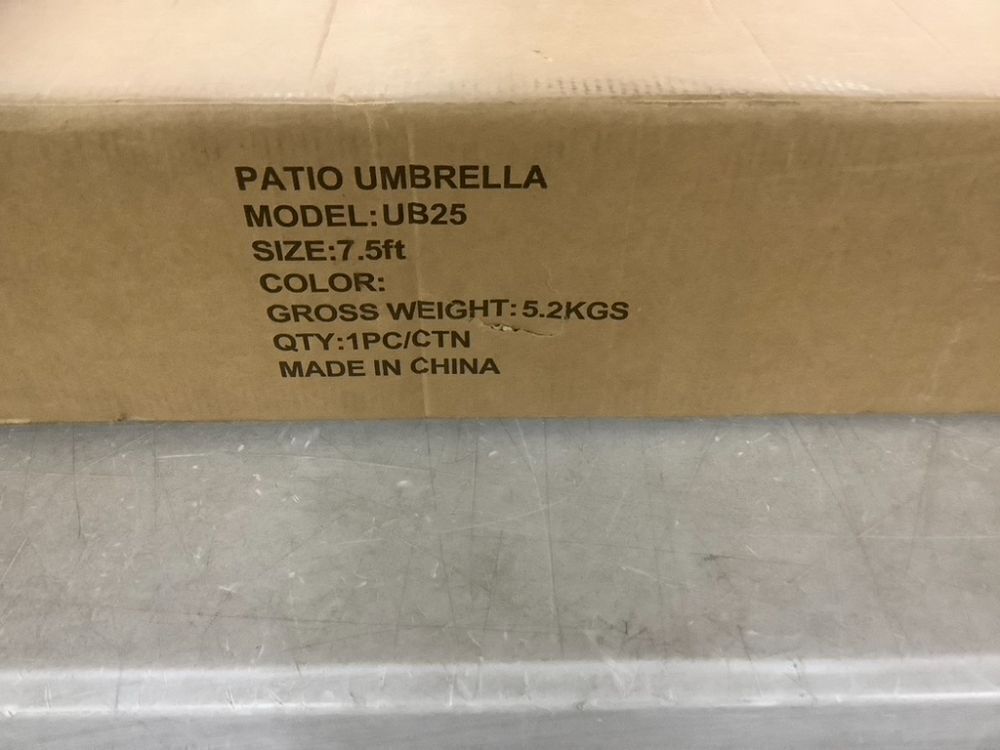 PATIO UMBRELLA
MODEL:UB25
SIZE:7.5ft
COLOR:
GROSS WEIGHT:5.2KGS
QTY:1PC/CTN
MADE IN CHINA